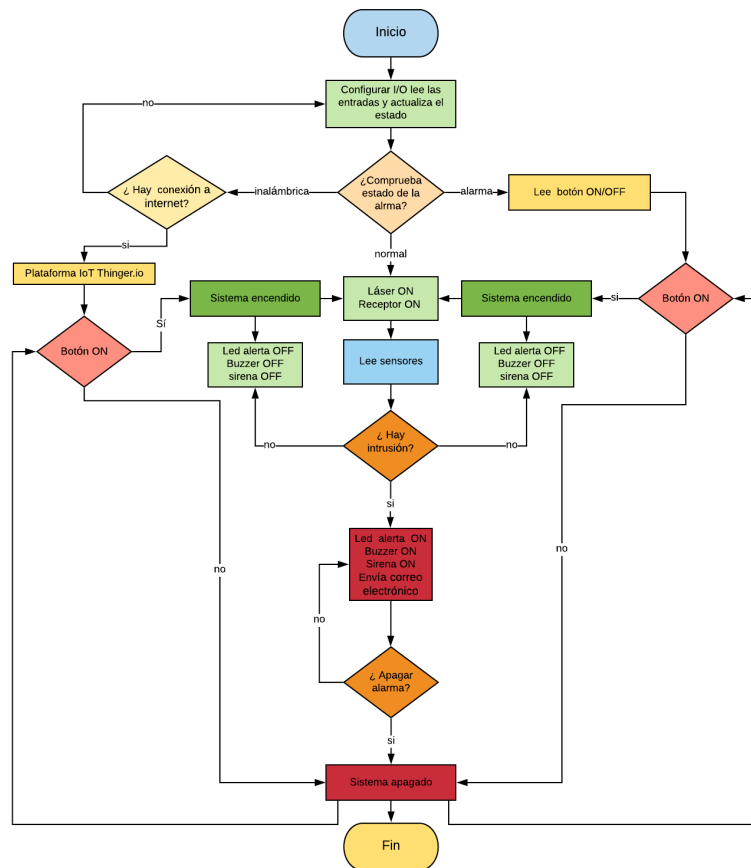 Inicio
Configurar I/O lee las
entradas y actualiza el
estado
no
¿ Hay conexión a
internet?
inalámbrica
¿Comprueba
estado de la
alrma?
alarma
Lee botón ON/OFF
si
normal
Plataforma IoT Thinger.io
Sistema encendido
Láser ON
Receptor ON
Sistema encendido
si
Botón ON
Sí
Botón ON
Led alerta OFF
Buzzer OFF
sirena OFF
Lee sensores
Led alerta OFF
Buzzer OFF
sirena OFF
no
¿ Hay
intrusión?
no
si
Led alerta ON
Buzzer ON
Sirena ON
Envía correo
electrónico
no
no
no
¿ Apagar
alarma?
si
Sistema apagado
Fin